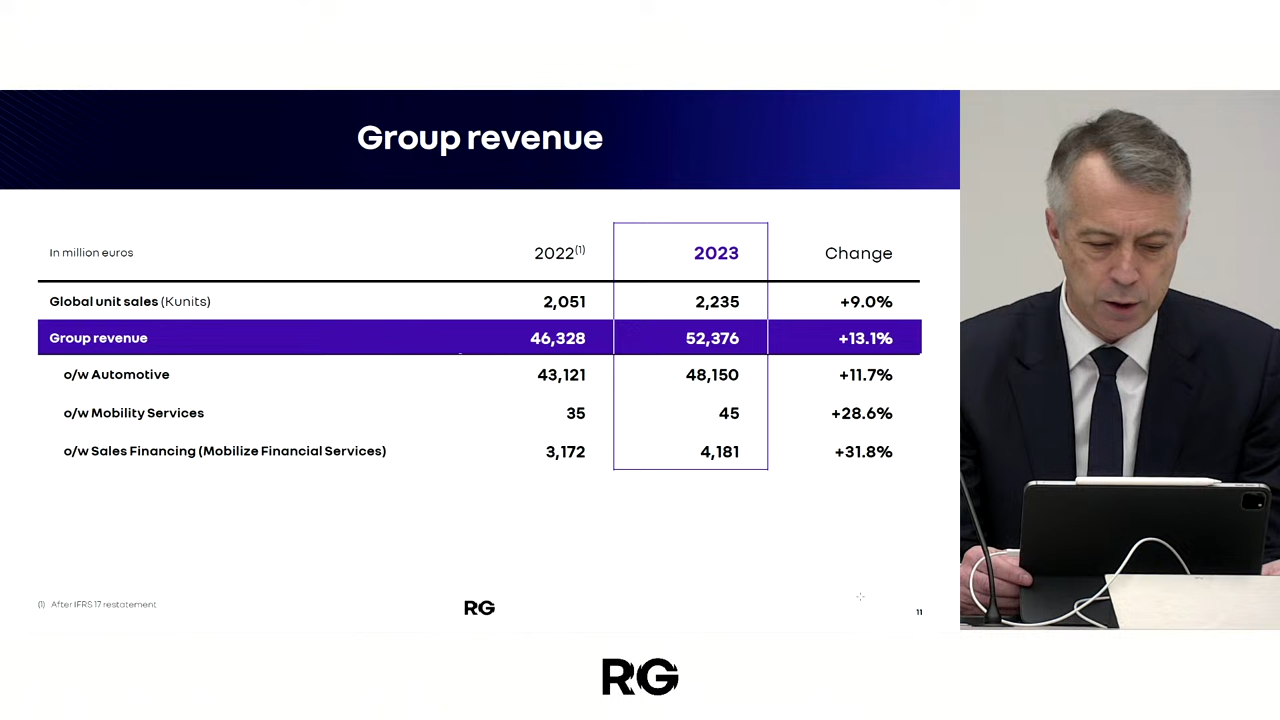 Group revenue
In million euros 2022(1) 2023 Change
Global unit sales (Kunits) 2,051 2,235 +9.0%
Group revenue 46,328 52,376 +13.1%
o/w Automotive 43,121 48,150 +11.7%
o/w Mobility Services 35 45 +28.6%
o/w Sales Financing (Mobilize Financial Services) 3,172 4,181 +31.8%
(1) After IFRS 17 restatement
RG
11
RG